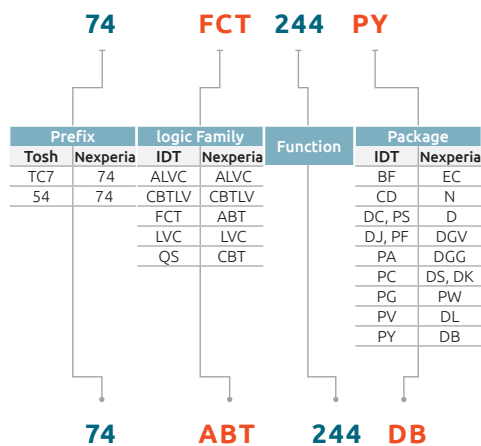 74 FCT 244 PY
Prefix logic Family Function Package
Tosh Nexperia IDT Nexperia IDT Nexperia
TC7 74 ALVC ALVC BF EC
54 74 CBTLV CBTLV CD N
FCT ABT DC, PS D
LVC LVC DJ, PF DGV
QS CBT PA DGG
PC DS, DK
PG PW
PV DL
PY DB
74 ABT 244 DB